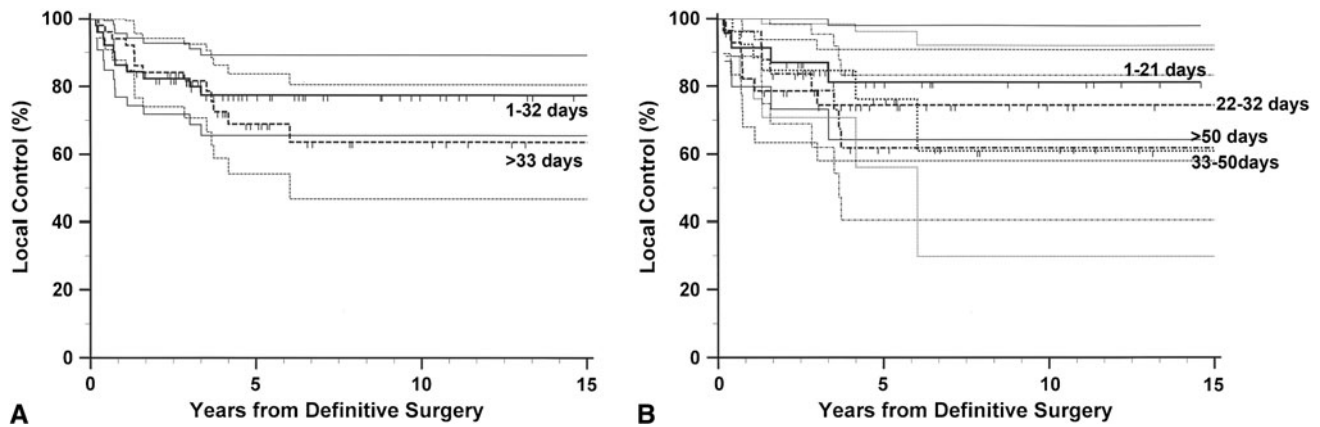 100
80
60
40
20
0
Local Control (%)
1-32 days
>33 days
0
5
10
15
Years from Definitive Surgery
A
100
80
60
40
20
0
Local Control (%)
1-21 days
22-32 days
>50 days
33-50days
0
5
10
15
Years from Definitive Surgery
B